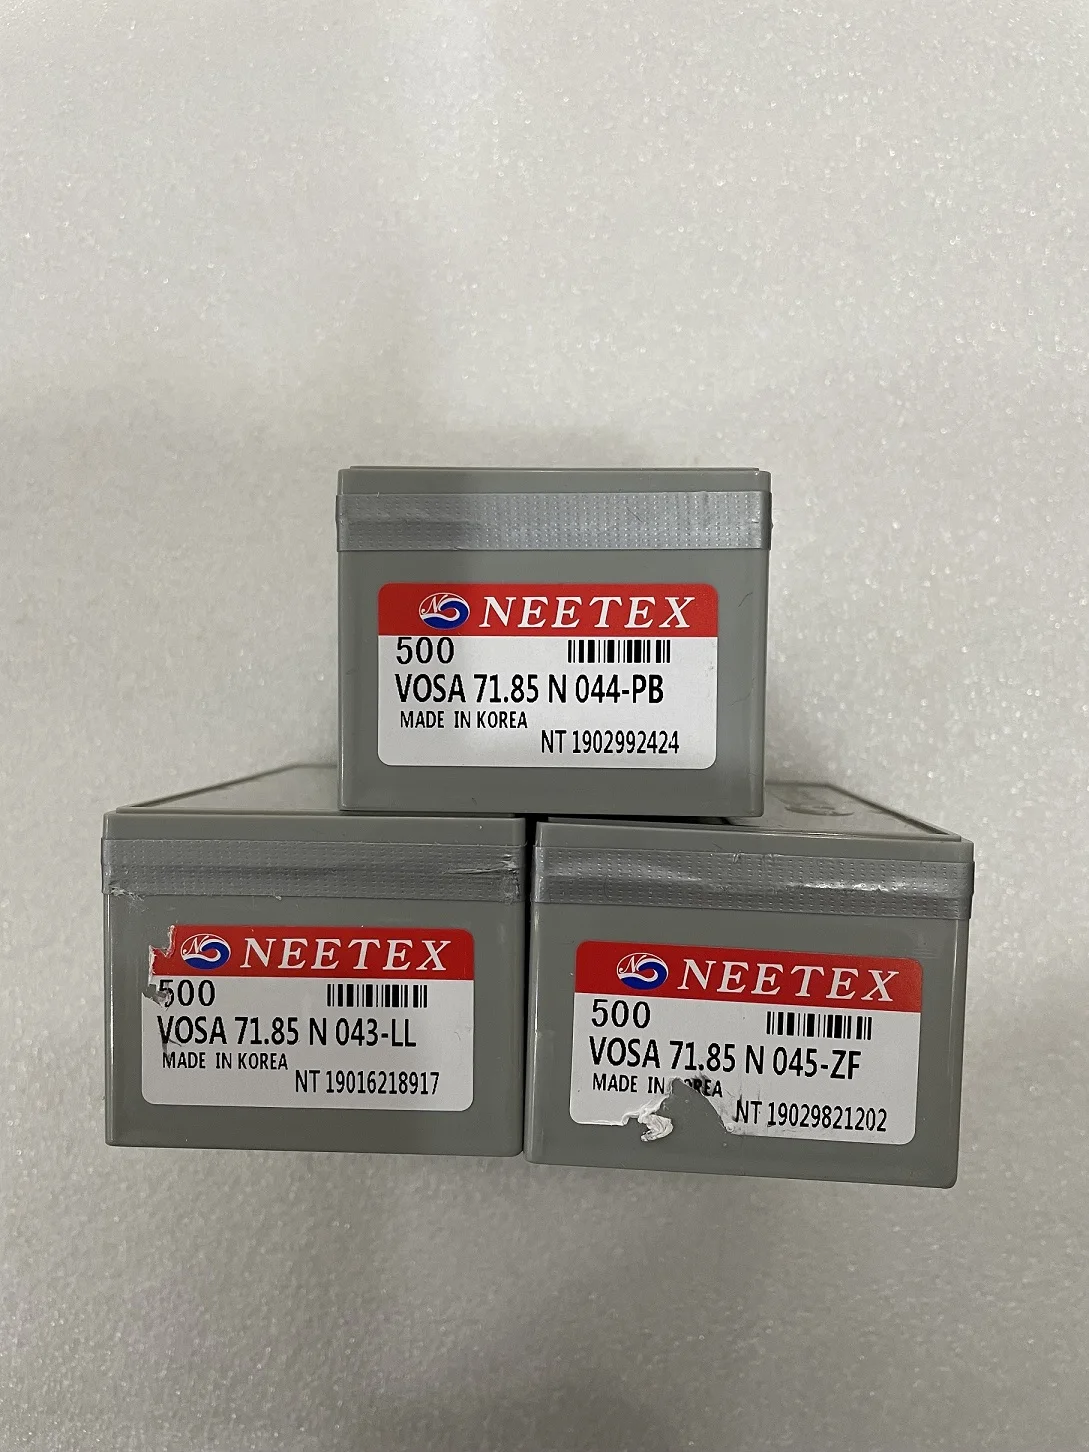 NEETEX
500
VOSA 71.85 N 044-PB
MADE IN KOREA
NT 1902992424
NEETEX
500
VOSA 71.85 N 043-LL
MADE IN KOREA
NT 19016218917
NEETEX
500
VOSA 71.85 N 045-ZF
MADE IN REA
NT 19029821202